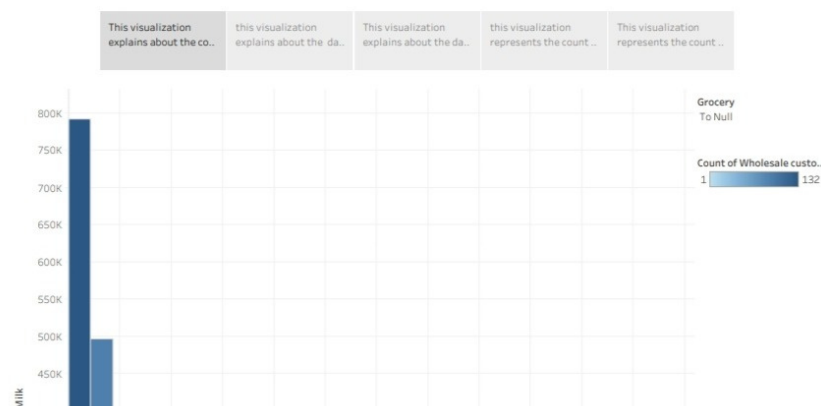 This visualization
explains about the co..
this visualization
explains about the da..
This visualization
explains about the da..
this visualization
represents the count ..
This visualization
represents the count ..
Grocery
To Null
Count of Wholesale custo..
1
132
800K
750K
700K
650K
600K
550K
500K
450K
Milk